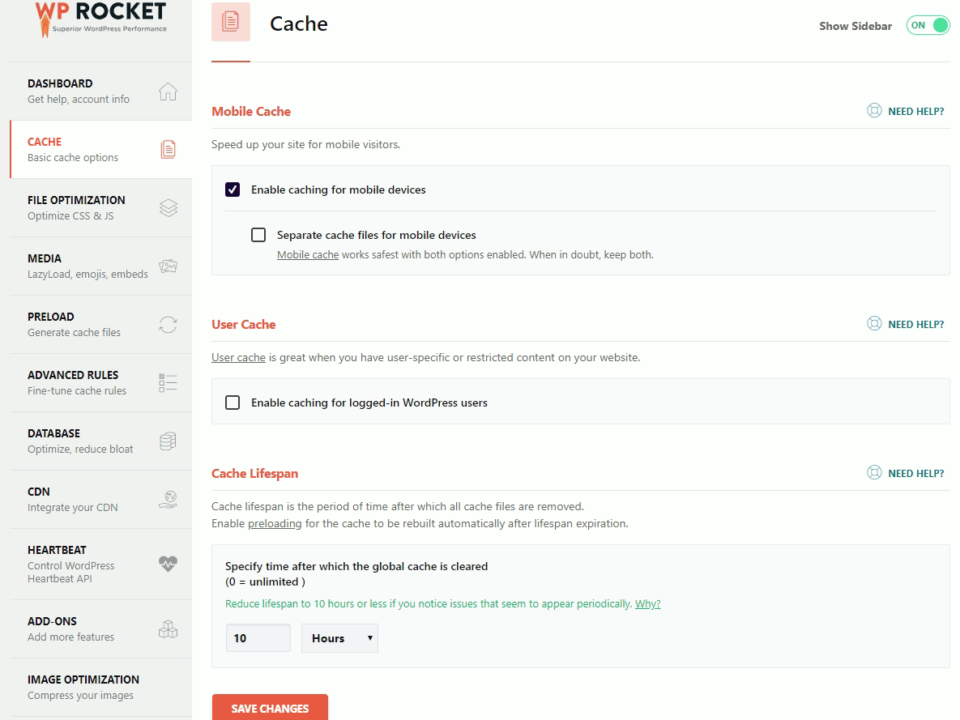 WP ROCKET
Superior WordPress Performance
Cache
Show Sidebar
ON
DASHBOARD
Get help, account info
CACHE
Basic cache options
FILE OPTIMIZATION
Optimize CSS & JS
MEDIA
LazyLoad, emojis, embeds
PRELOAD
Generate cache files
ADVANCED RULES
Fine-tune cache rules
DATABASE
Optimize, reduce bloat
CDN
Integrate your CDN
HEARTBEAT
Control WordPress
Heartbeat API
ADD-ONS
Add more features
IMAGE OPTIMIZATION
Compress your images
Mobile Cache
NEED HELP?
Speed up your site for mobile visitors.
Enable caching for mobile devices
Separate cache files for mobile devices
Mobile cache works safest with both options enabled. When in doubt, keep both.
User Cache
NEED HELP?
User cache is great when you have user-specific or restricted content on your website.
Enable caching for logged-in WordPress users
Cache Lifespan
NEED HELP?
Cache lifespan is the period of time after which all cache files are removed.
Enable preloading for the cache to be rebuilt automatically after lifespan expiration.
Specify time after which the global cache is cleared
(0 = unlimited )
Reduce lifespan to 10 hours or less if you notice issues that seem to appear periodically. Why?
10
Hours
SAVE CHANGES